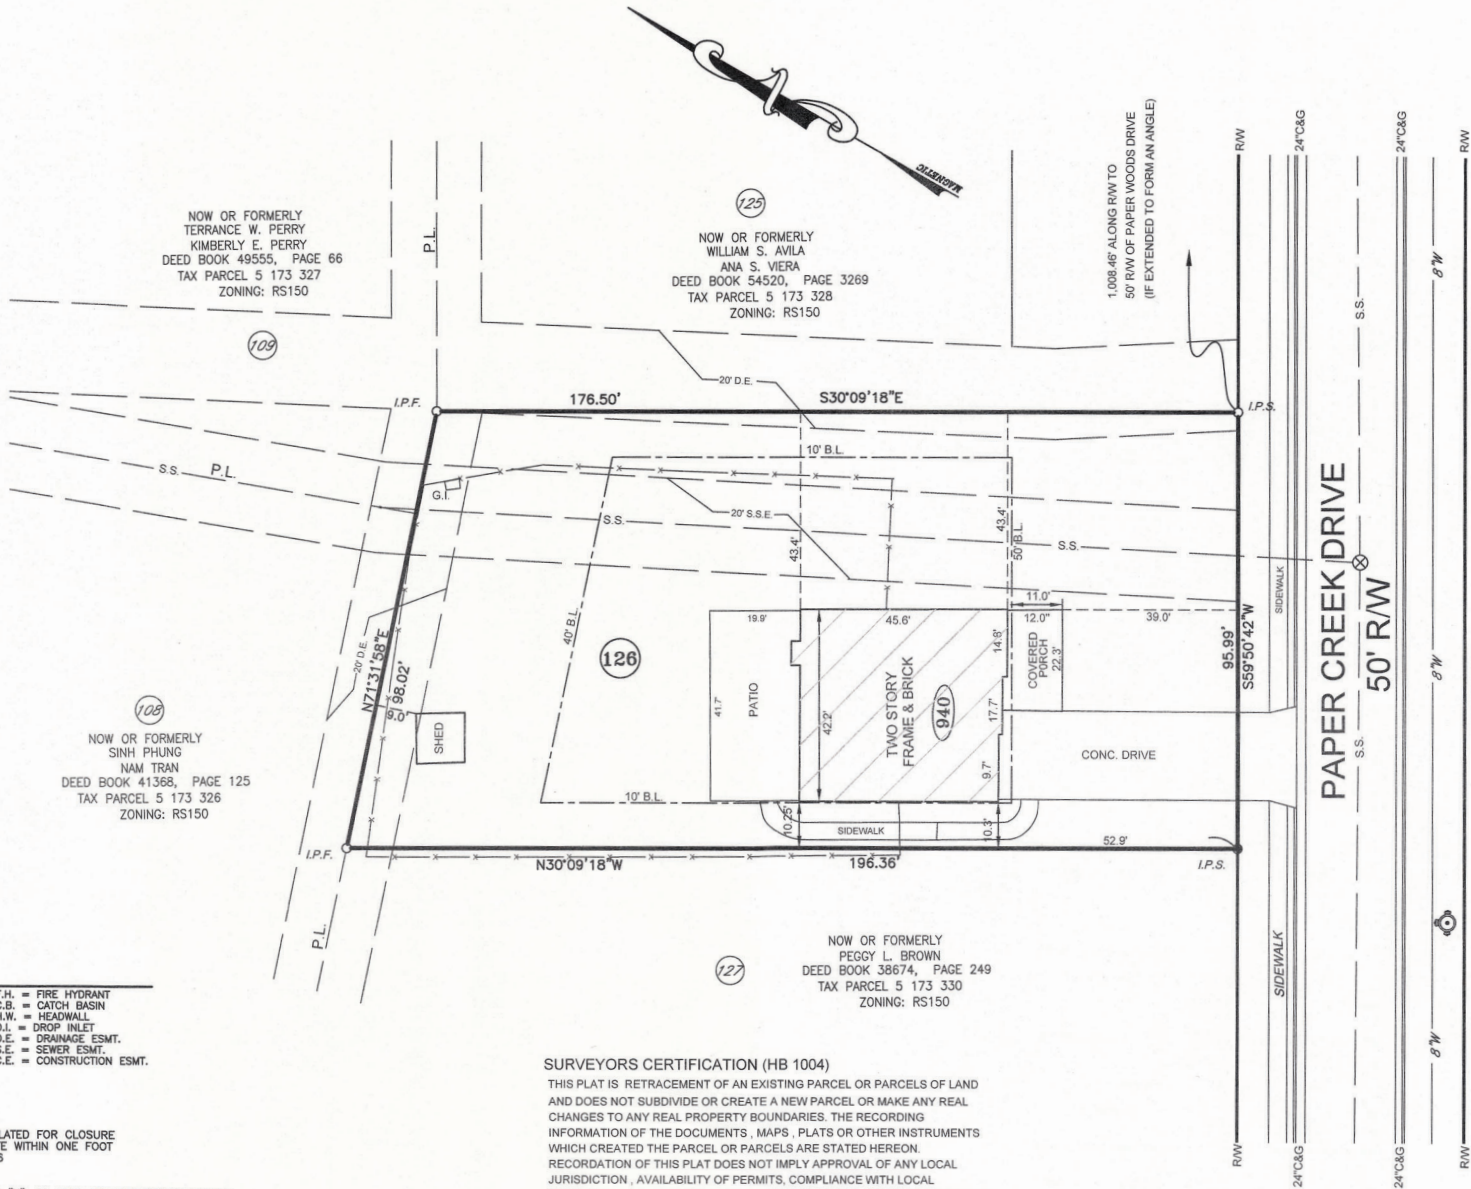 MAGNETIC
1,008.46' ALONG R/W TO
50' R/W OF PAPER WOODS DRIVE
(IF EXTENDED TO FORM AN ANGLE)
R/W
24"C&G
24"C&G
R/W
NOW OR FORMERLY
TERRANCE W. PERRY
KIMBERLY E. PERRY
DEED BOOK 49555, PAGE 66
TAX PARCEL 5 173 327
ZONING: RS150
109
P.L.
125
NOW OR FORMERLY
WILLIAM S. AVILA
ANA S. VIERA
DEED BOOK 54520, PAGE 3269
TAX PARCEL 5 173 328
ZONING: RS150
8"W
S.S.
20' D.E.
I.P.F.
176.50'
S30°09'18"E
I.P.S.
10' B.L.
S.S.
P.L.
G.I.
S.S.
20' S.S.E.
43.4'
43.4'
50' B.L.
S.S.
SIDEWALK
40' B.L.
126
19.9'
45.6'
11.0'
12.0"
39.0'
14.8'
COVERED
PORCH
22.3'
95.99'
S59°50'42"W
PAPER CREEK DRIVE
50' R/W
20' D.E.
N71°31'58"E
98.02'
9.0'
SHED
41.7'
PATIO
42.2'
TWO STORY
FRAME & BRICK
940
17.7'
9.7'
CONC. DRIVE
S.S.
8"W
108
NOW OR FORMERLY
SINH PHUNG
NAM TRAN
DEED BOOK 41368, PAGE 125
TAX PARCEL 5 173 326
ZONING: RS150
10' B.L.
10.25'
SIDEWALK
10.3'
52.9'
I.P.F.
N30°09'18"W
196.36'
I.P.S.
P.L.
127
NOW OR FORMERLY
PEGGY L. BROWN
DEED BOOK 38674, PAGE 249
TAX PARCEL 5 173 330
ZONING: RS150
SIDEWALK
8"W
.H. = FIRE HYDRANT
.B. = CATCH BASIN
.W. = HEADWALL
.I. = DROP INLET
.E. = DRAINAGE ESMT.
.E. = SEWER ESMT.
.E. = CONSTRUCTION ESMT.
LATED FOR CLOSURE
E WITHIN ONE FOOT
SURVEYORS CERTIFICATION (HB 1004)
THIS PLAT IS RETRACEMENT OF AN EXISTING PARCEL OR PARCELS OF LAND
AND DOES NOT SUBDIVIDE OR CREATE A NEW PARCEL OR MAKE ANY REAL
CHANGES TO ANY REAL PROPERTY BOUNDARIES. THE RECORDING
INFORMATION OF THE DOCUMENTS , MAPS , PLATS OR OTHER INSTRUMENTS
WHICH CREATED THE PARCEL OR PARCELS ARE STATED HEREON.
RECORDATION OF THIS PLAT DOES NOT IMPLY APPROVAL OF ANY LOCAL
JURISDICTION , AVAILABILITY OF PERMITS, COMPLIANCE WITH LOCAL
R/W
24"C&G
24"C&G
R/W